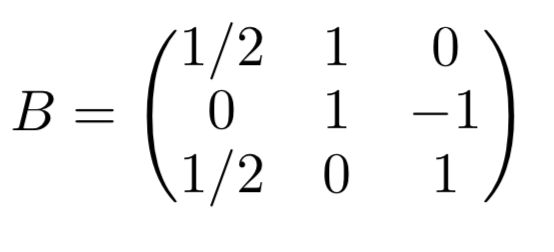 1/2 1 0
B = 0 1 −1
1/2 0 1